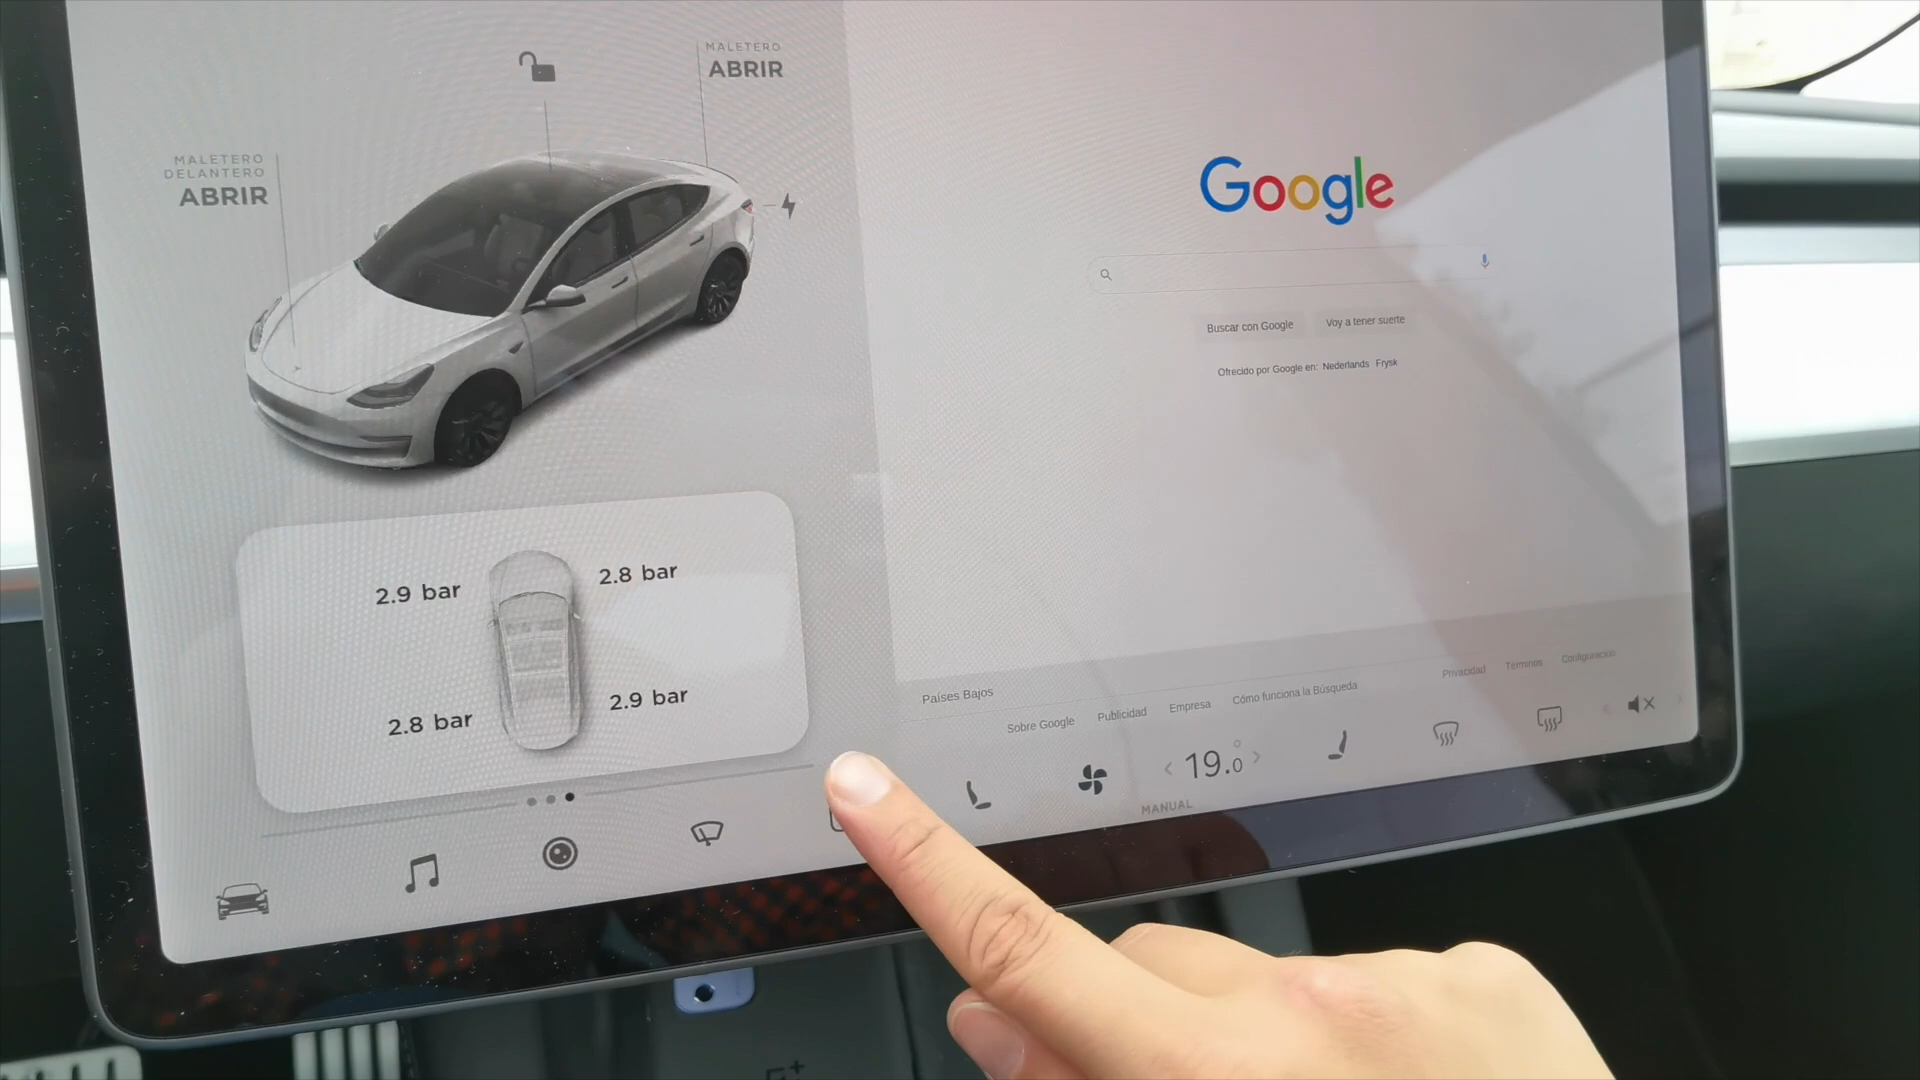 MALETERO
ABRIR
MALETERO
DELANTERO
ABRIR
2.9 bar
2.8 bar
2.8 bar
2.9 bar
Google
Buscar con Google
Voy a tener suerte
Ofrecido por Google en: Nederlands Frysk
Países Bajos
Sobre Google
Publicidad
Empresa
Cómo funciona la Búsqueda
Privacidad
Términos
Configuración
19.0°
MANUAL